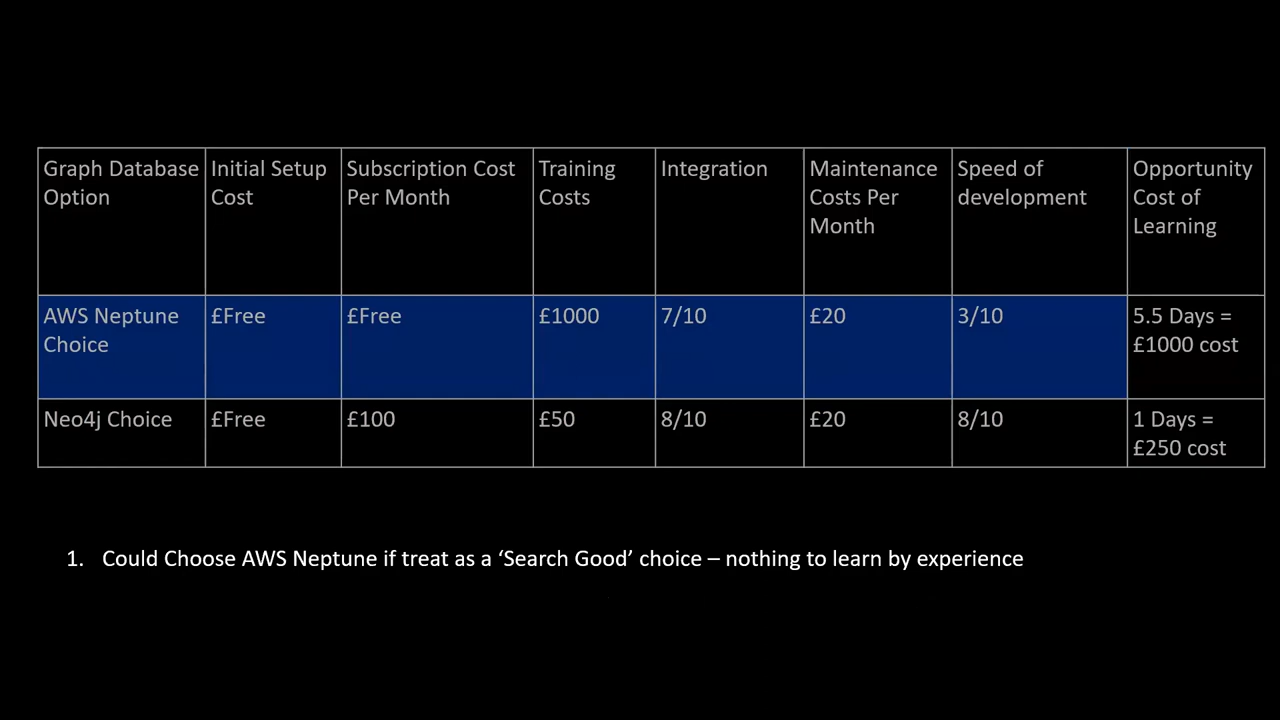 Graph Database Option
Initial Setup Cost
Subscription Cost Per Month
Training Costs
Integration
Maintenance Costs Per Month
Speed of development
Opportunity Cost of Learning
AWS Neptune Choice
£Free
£Free
£1000
7/10
£20
3/10
5.5 Days = £1000 cost
Neo4j Choice
£Free
£100
£50
8/10
£20
8/10
1 Days = £250 cost
1. Could Choose AWS Neptune if treat as a ‘Search Good’ choice – nothing to learn by experience